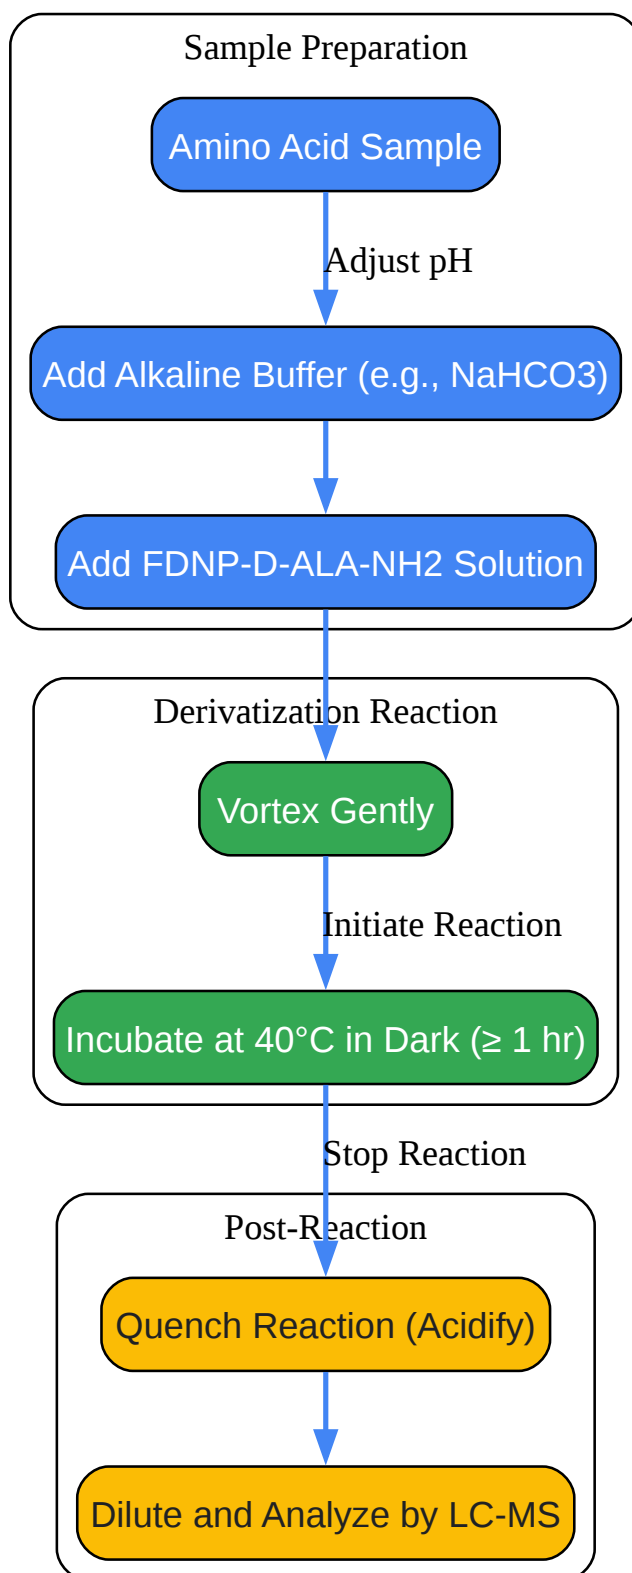 Sample Preparation
Amino Acid Sample
Adjust pH
Add Alkaline Buffer (e.g., NaHCO3)
Add FDNP-D-ALA-NH2 Solution
Derivatization Reaction
Vortex Gently
Initiate Reaction
Incubate at 40°C in Dark (≥ 1 hr)
Stop Reaction
Post-Reaction
Quench Reaction (Acidify)
Dilute and Analyze by LC-MS